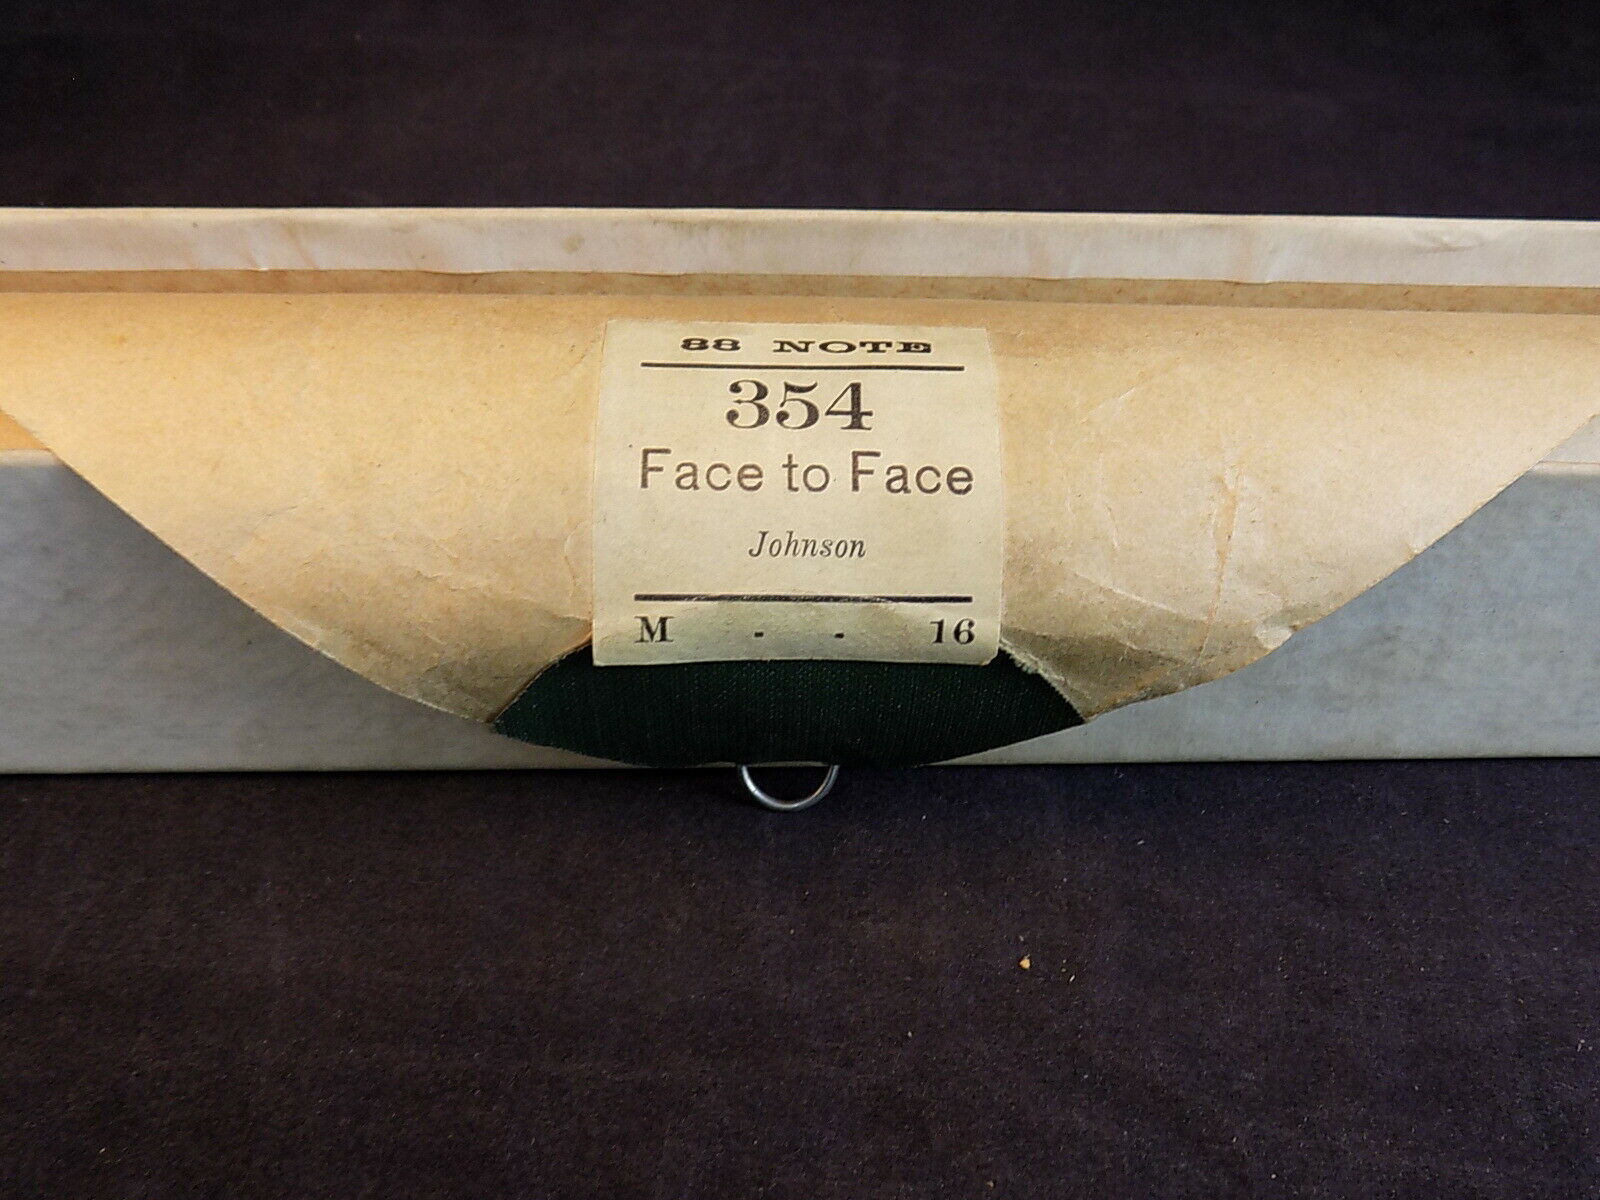 88 NOTE
354
Face to Face
Johnson
M - - 16